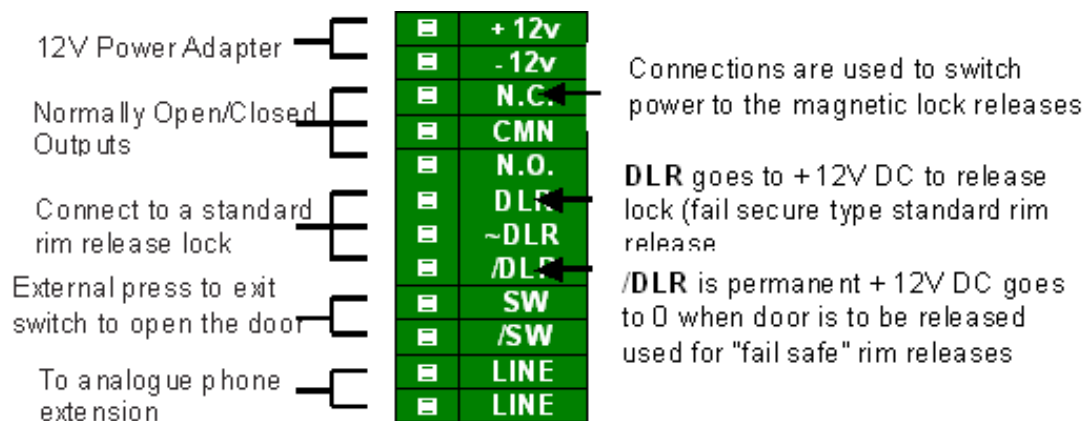 12V Power Adapter
Normally Open/Closed
Outputs
Connect to a standard
rim release lock
External press to exit
switch to open the door
To analogue phone
extension
+ 12v
- 12v
N.C.
CMN
N.O.
DLR
~DLR
/DLR
SW
/SW
LINE
LINE
Connections are used to switch
power to the magnetic lock releases
DLR goes to +12V DC to release
lock (fail secure type standard rim
release
/DLR is permanent +12V DC goes
to 0 when door is to be released
used for "fail safe" rim releases